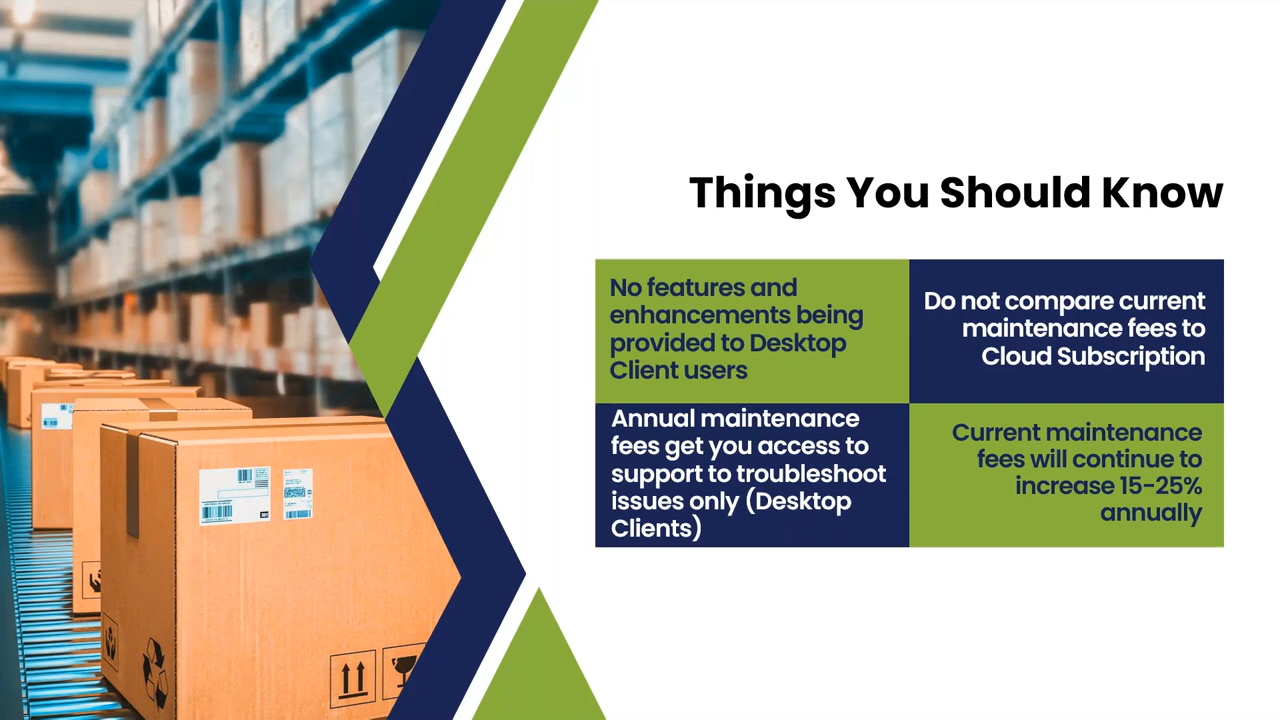 Things You Should Know
No features and
enhancements being
provided to Desktop
Client users
Do not compare current
maintenance fees to
Cloud Subscription
Annual maintenance
fees get you access to
support to troubleshoot
issues only (Desktop
Clients)
Current maintenance
fees will continue to
increase 15-25%
annually